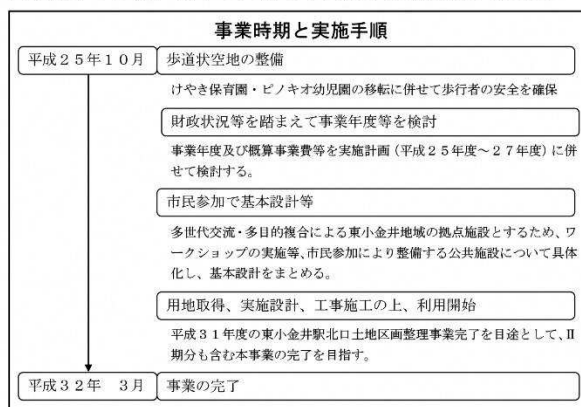 事業時期と実施手順
平成25年10月 歩道状空地の整備
けやき保育園・ピノキオ幼児園の移転に併せて歩行者の安全を確保
財政状況等を踏まえて事業年度等を検討
事業年度及び概算事業費等を実施計画(平成25年度~27年度)に併
せて検討する。
市民参加で基本設計等
多世代交流・多目的複合による東小金井地域の拠点施設とするため、ワ
ークショップの実施等、市民参加により整備する公共施設について具体
化し、基本設計をまとめる。
用地取得、実施設計、工事施工の上、利用開始
平成31年度の東小金井駅北口土地区画整理事業完了を目途として、Ⅱ
期分も含む本事業の完了を目指す。
平成32年 3月 事業の完了